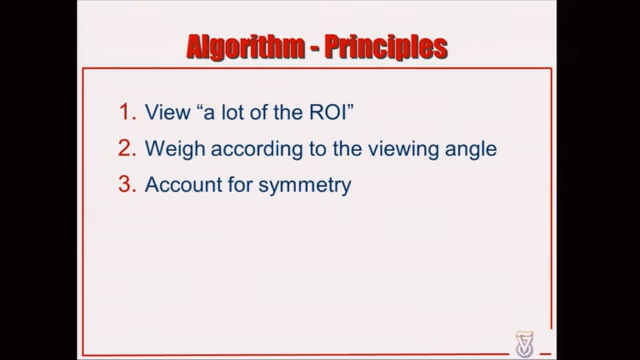 Algorithm - Principles
1. View “a lot of the ROI”
2. Weigh according to the viewing angle
3. Account for symmetry